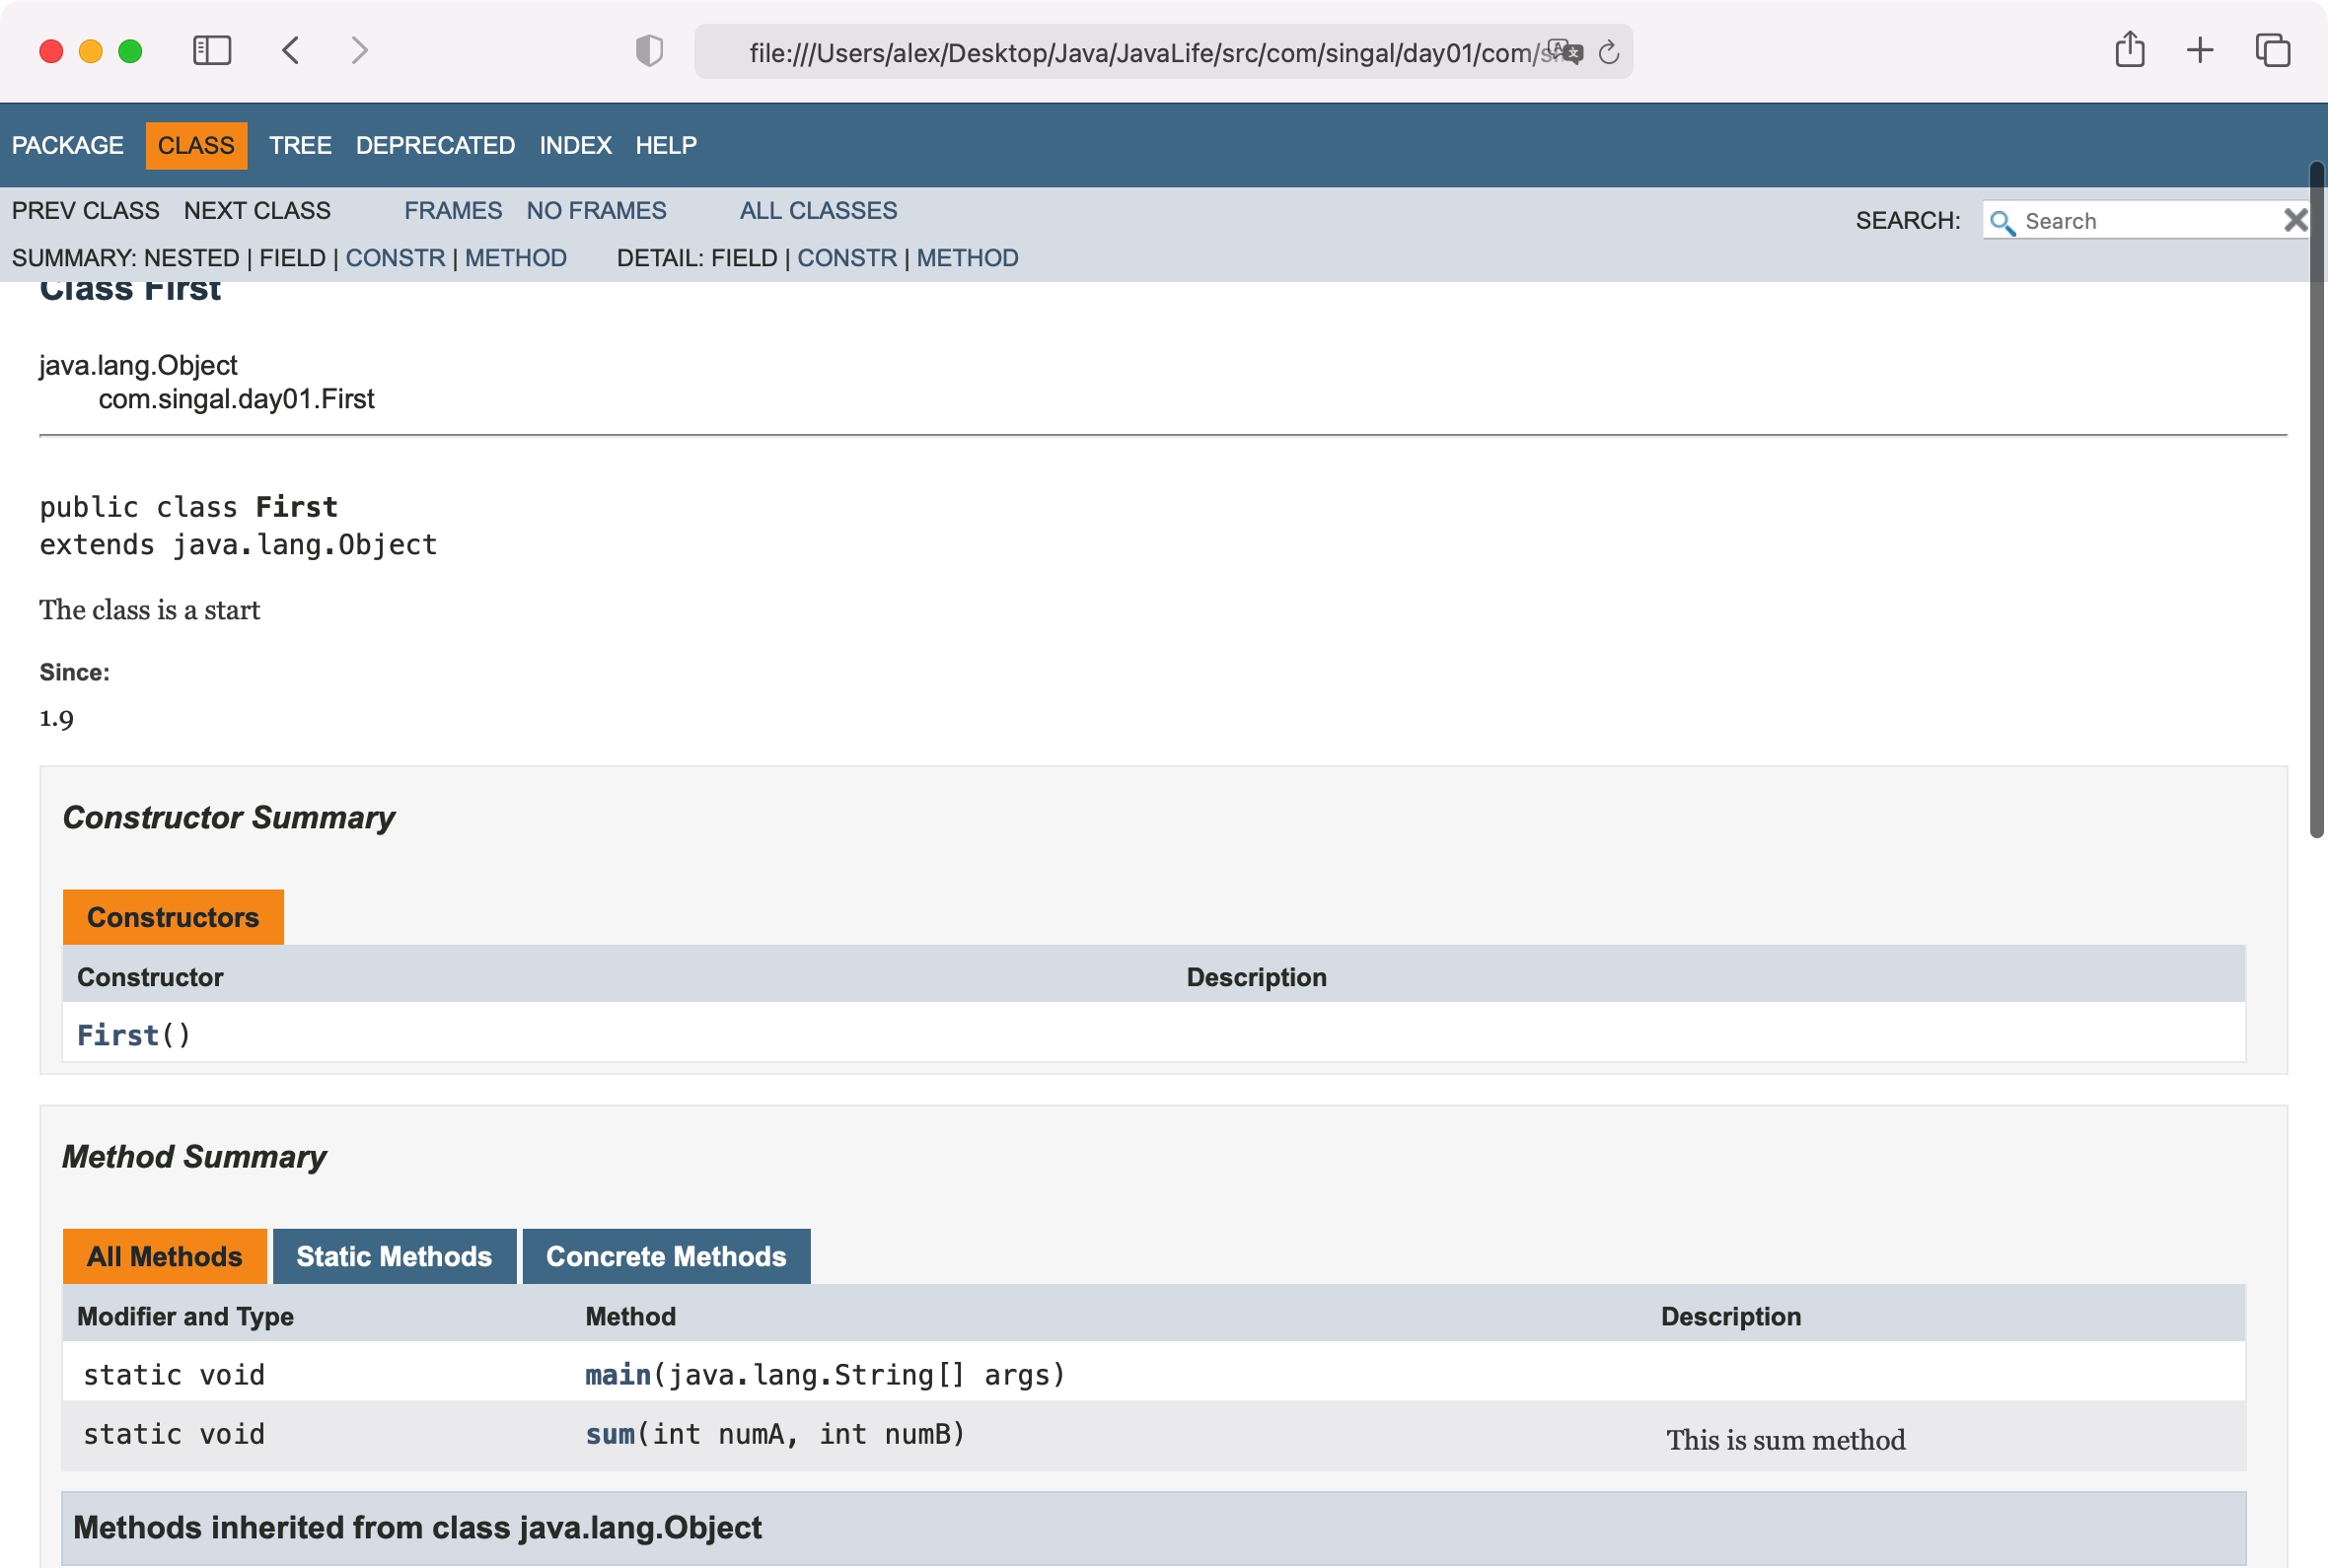 file:///Users/alex/Desktop/Java/JavaLife/src/com/singal/day01/com/
PACKAGE CLASS TREE DEPRECATED INDEX HELP
PREV CLASS NEXT CLASS FRAMES NO FRAMES ALL CLASSES
SEARCH: Search
SUMMARY: NESTED | FIELD | CONSTR | METHOD DETAIL: FIELD | CONSTR | METHOD
Class First
java.lang.Object
com.singal.day01.First
public class First
extends java.lang.Object
The class is a start
Since:
1.9
Constructor Summary
Constructors
Constructor Description
First()
Method Summary
All Methods Static Methods Concrete Methods
Modifier and Type Method Description
static void main(java.lang.String[] args)
static void sum(int numA, int numB) This is sum method
Methods inherited from class java.lang.Object